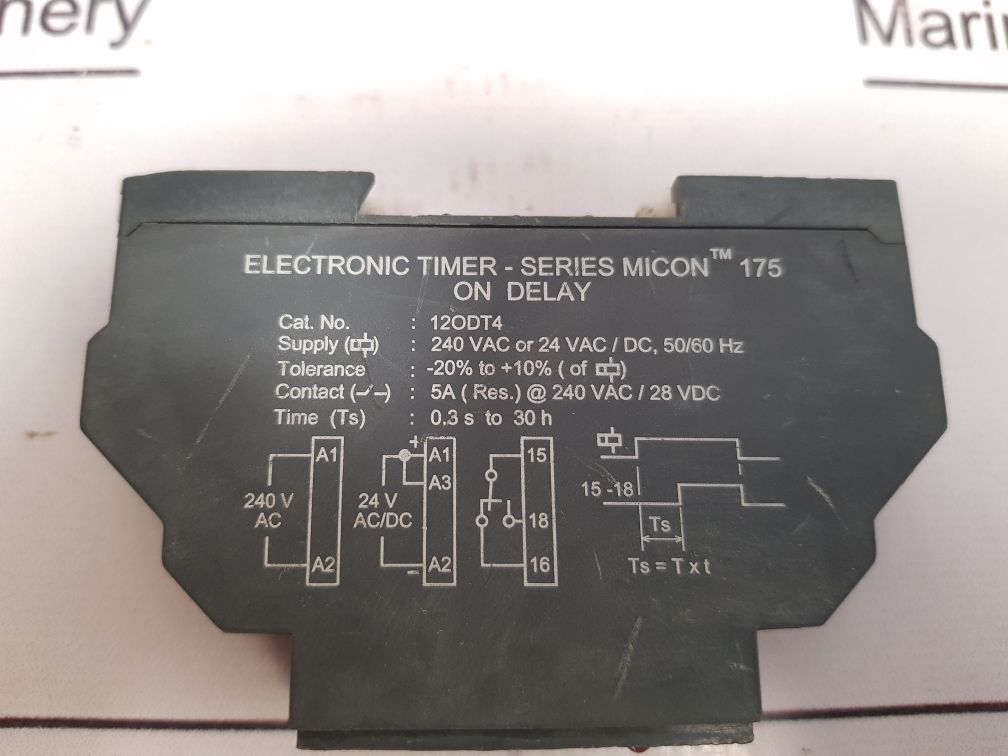 nery
Marin
ELECTRONIC TIMER - SERIES MICON™ 175
ON DELAY
Cat. No. : 12ODT4
Supply ( ) : 240 VAC or 24 VAC / DC, 50/60 Hz
Tolerance : -20% to +10% ( of )
Contact ( ) : 5A ( Res.) @ 240 VAC / 28 VDC
Time (Ts) : 0.3 s to 30 h
240 V
AC
A1
A2
24 V
AC/DC
+
A1
A3
-
A2
15
18
16
15 -18
Ts
Ts = T x t